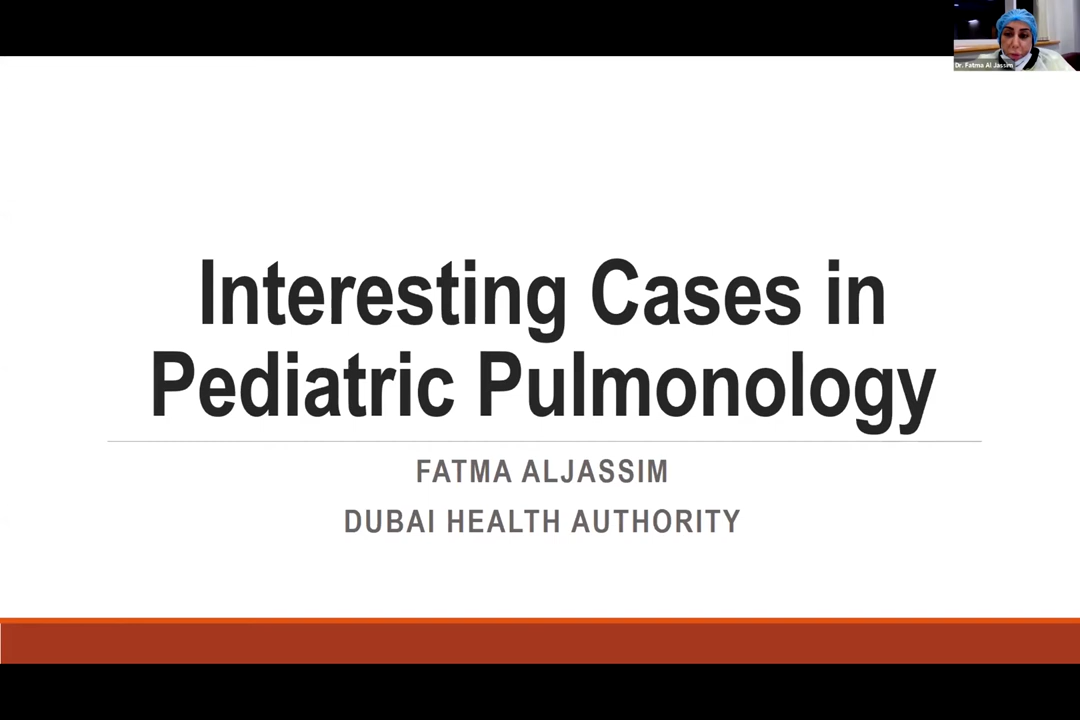 Dr. Fatma Al Jassim
Interesting Cases in
Pediatric Pulmonology
FATMA ALJASSIM
DUBAI HEALTH AUTHORITY